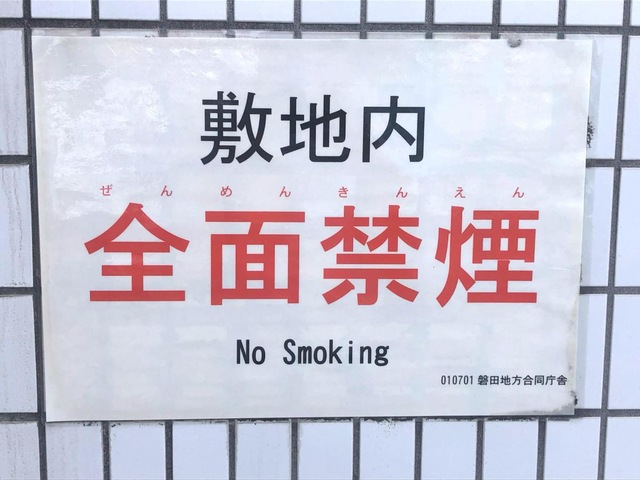 敷地内
ぜんめんきんえん
全面禁煙
No Smoking
010701 磐田地方合同庁舎